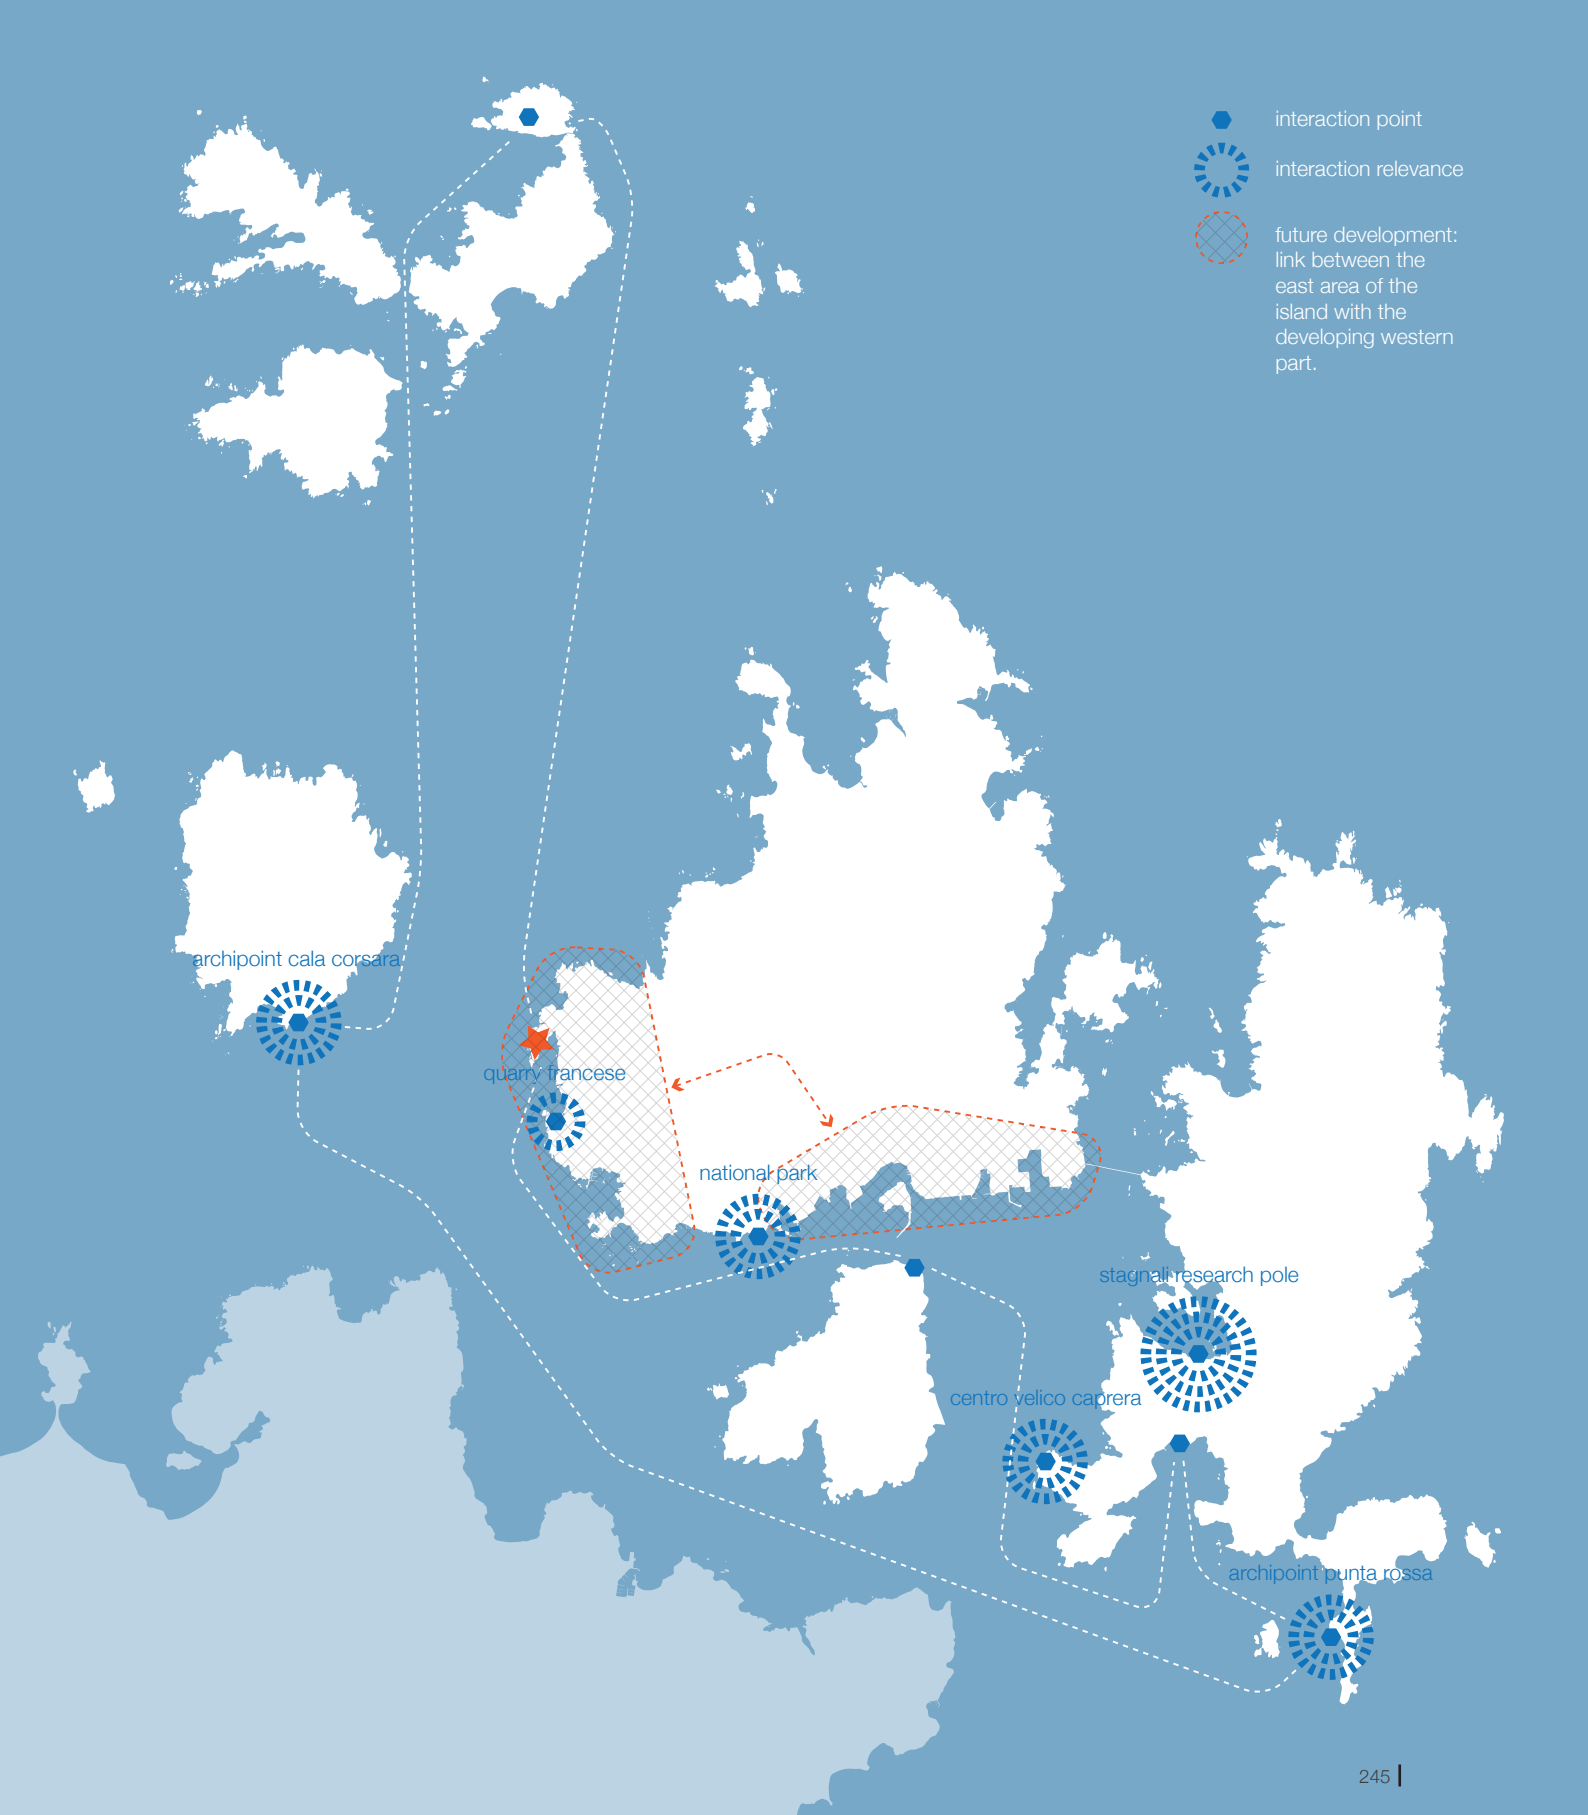 interaction point
interaction relevance
future development:
link between the
east area of the
island with the
developing western
part.
archipoint cala corsara
quarry francese
national park
stagnali research pole
centro velico caprera
archipoint punta rossa
245